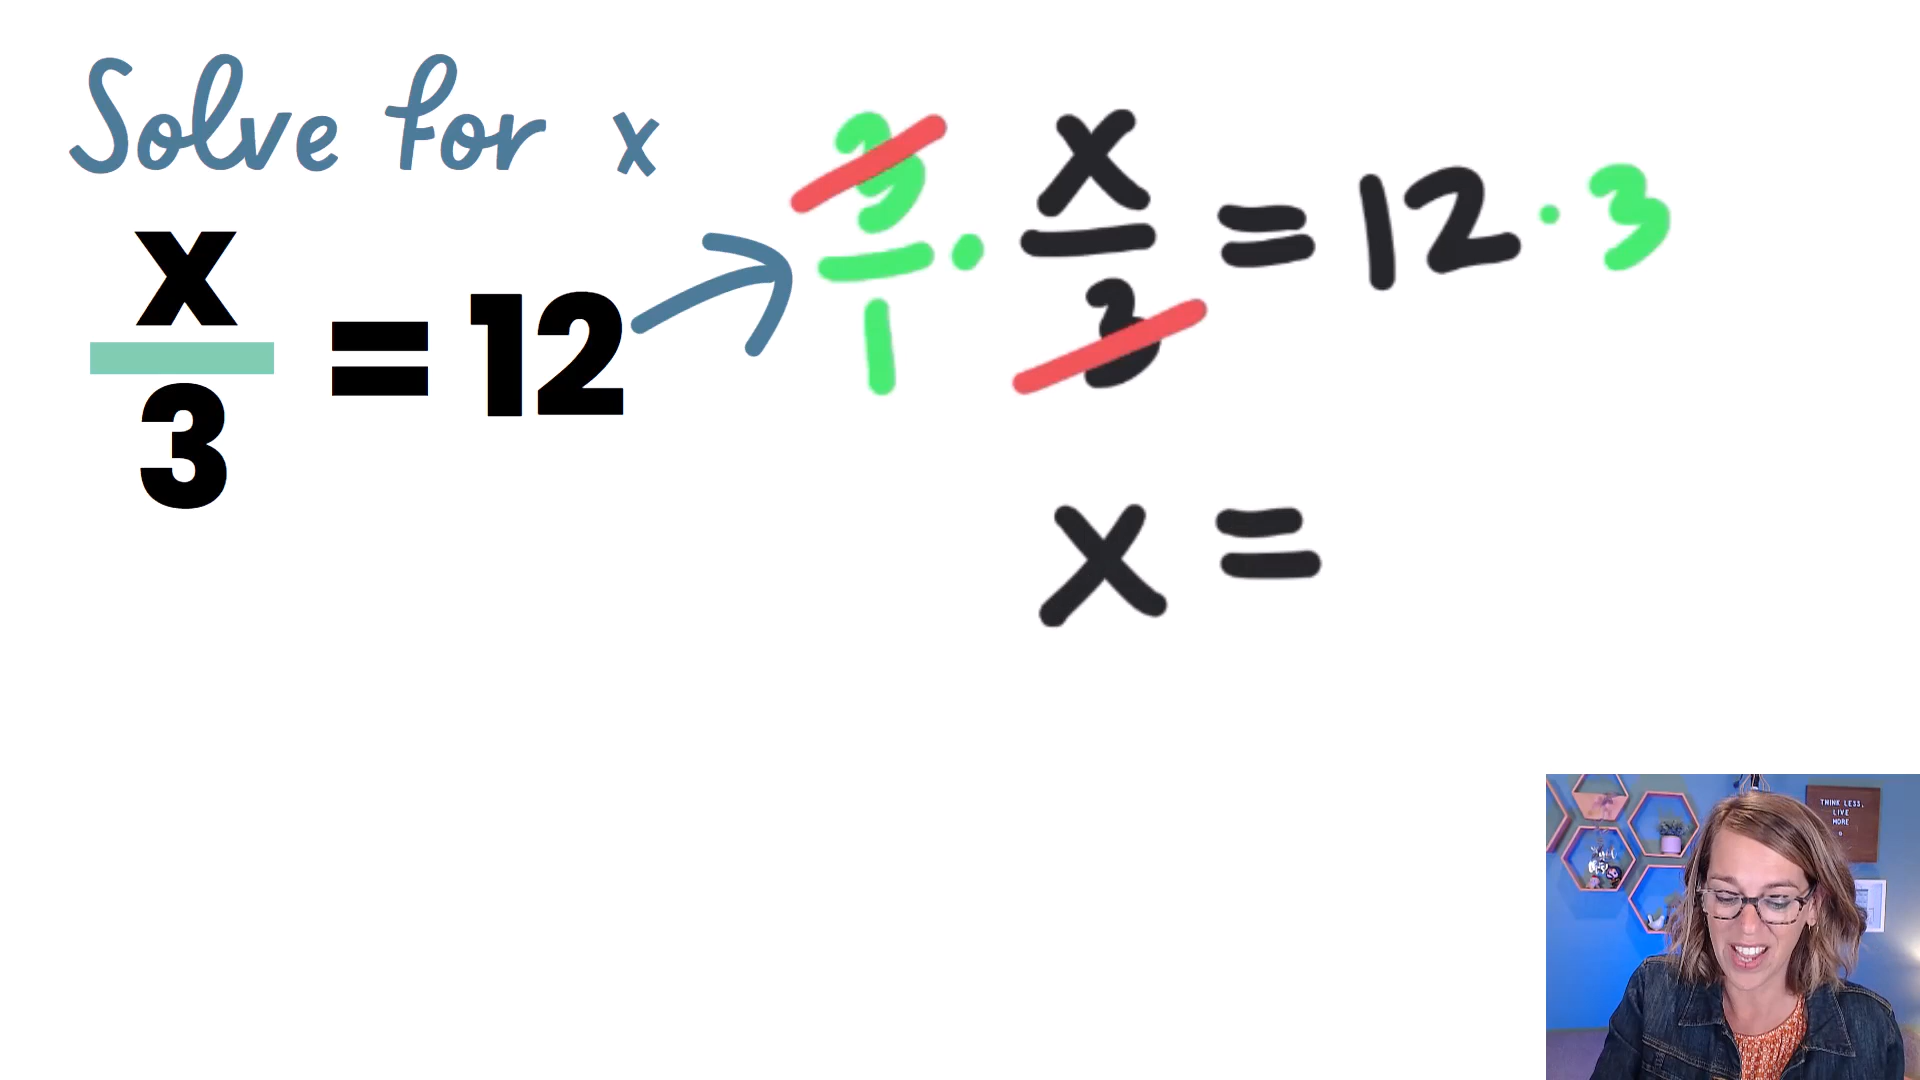 Solve for x
x
3
= 12
3
1
· x
3
= 12 · 3
x =
THINK LESS,
LIVE
MORE